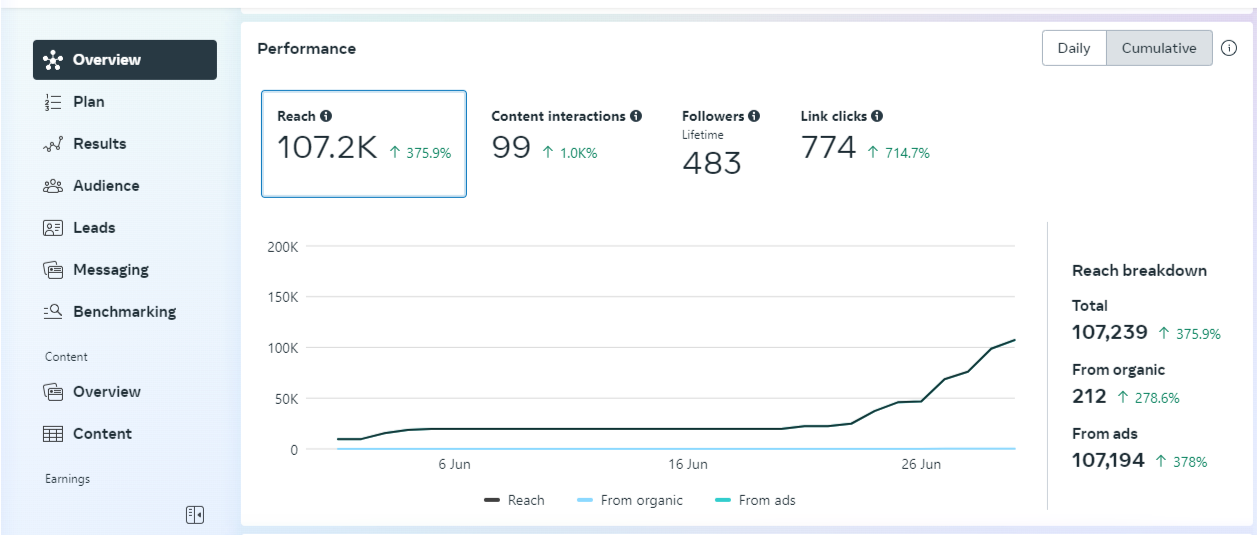 Overview
Plan
Results
Audience
Leads
Messaging
Benchmarking
Content
Overview
Content
Earnings
Performance
Daily Cumulative
Reach
107.2K ↑ 375.9%
Content interactions
99 ↑ 1.0K%
Followers
Lifetime
483
Link clicks
774 ↑ 714.7%
200K
150K
100K
50K
0
6 Jun 16 Jun 26 Jun
Reach From organic From ads
Reach breakdown
Total
107,239 ↑ 375.9%
From organic
212 ↑ 278.6%
From ads
107,194 ↑ 378%